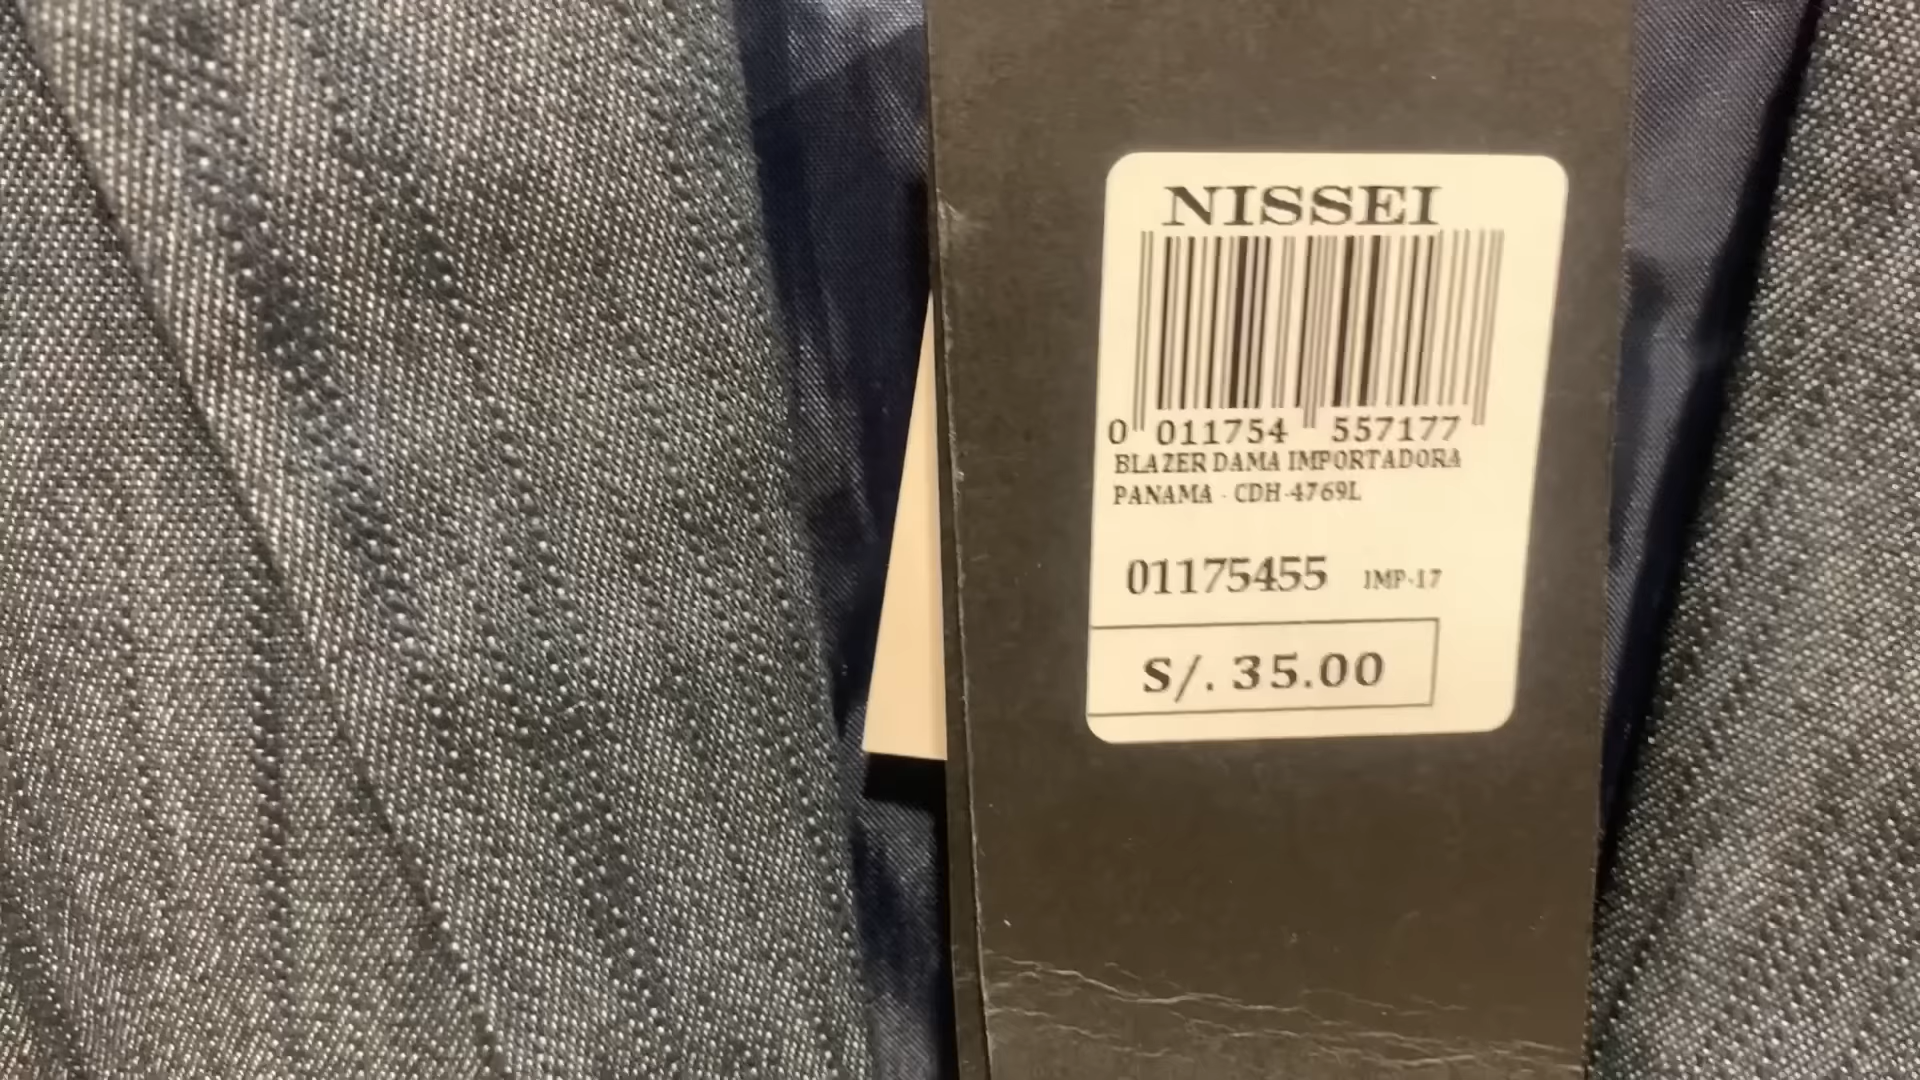 NISSEI
0 011754 557177
BLAZER DAMA IMPORTADORA
PANAMA - CDH-4769L
01175455 IMP-17
S/. 35.00